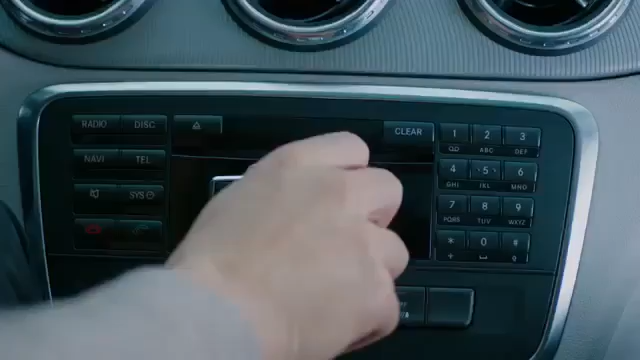 RADIO DISC
NAVI TEL
SYS
CLEAR
1 2 3
ABC DEF
4 5 6
GHI JKL MNO
7 8 9
PQRS TUV WXYZ
* 0 #
+